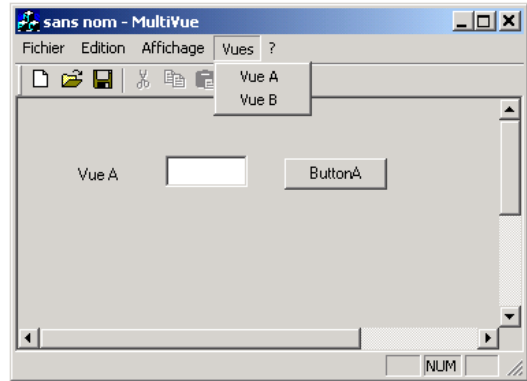 sans nom - MultiVue
Fichier Edition Affichage Vues ?
Vue A
Vue B
Vue A ButtonA
NUM